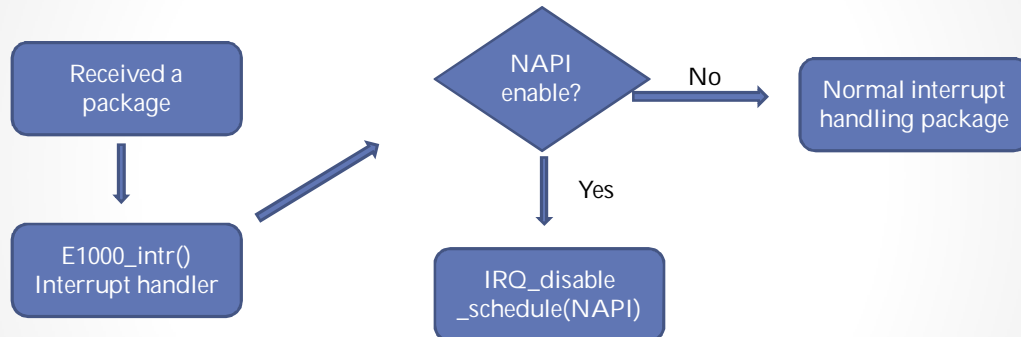 Received a
package
E1000_intr()
Interrupt handler
NAPI
enable?
No
Normal interrupt
handling package
Yes
IRQ_disable
_schedule(NAPI)